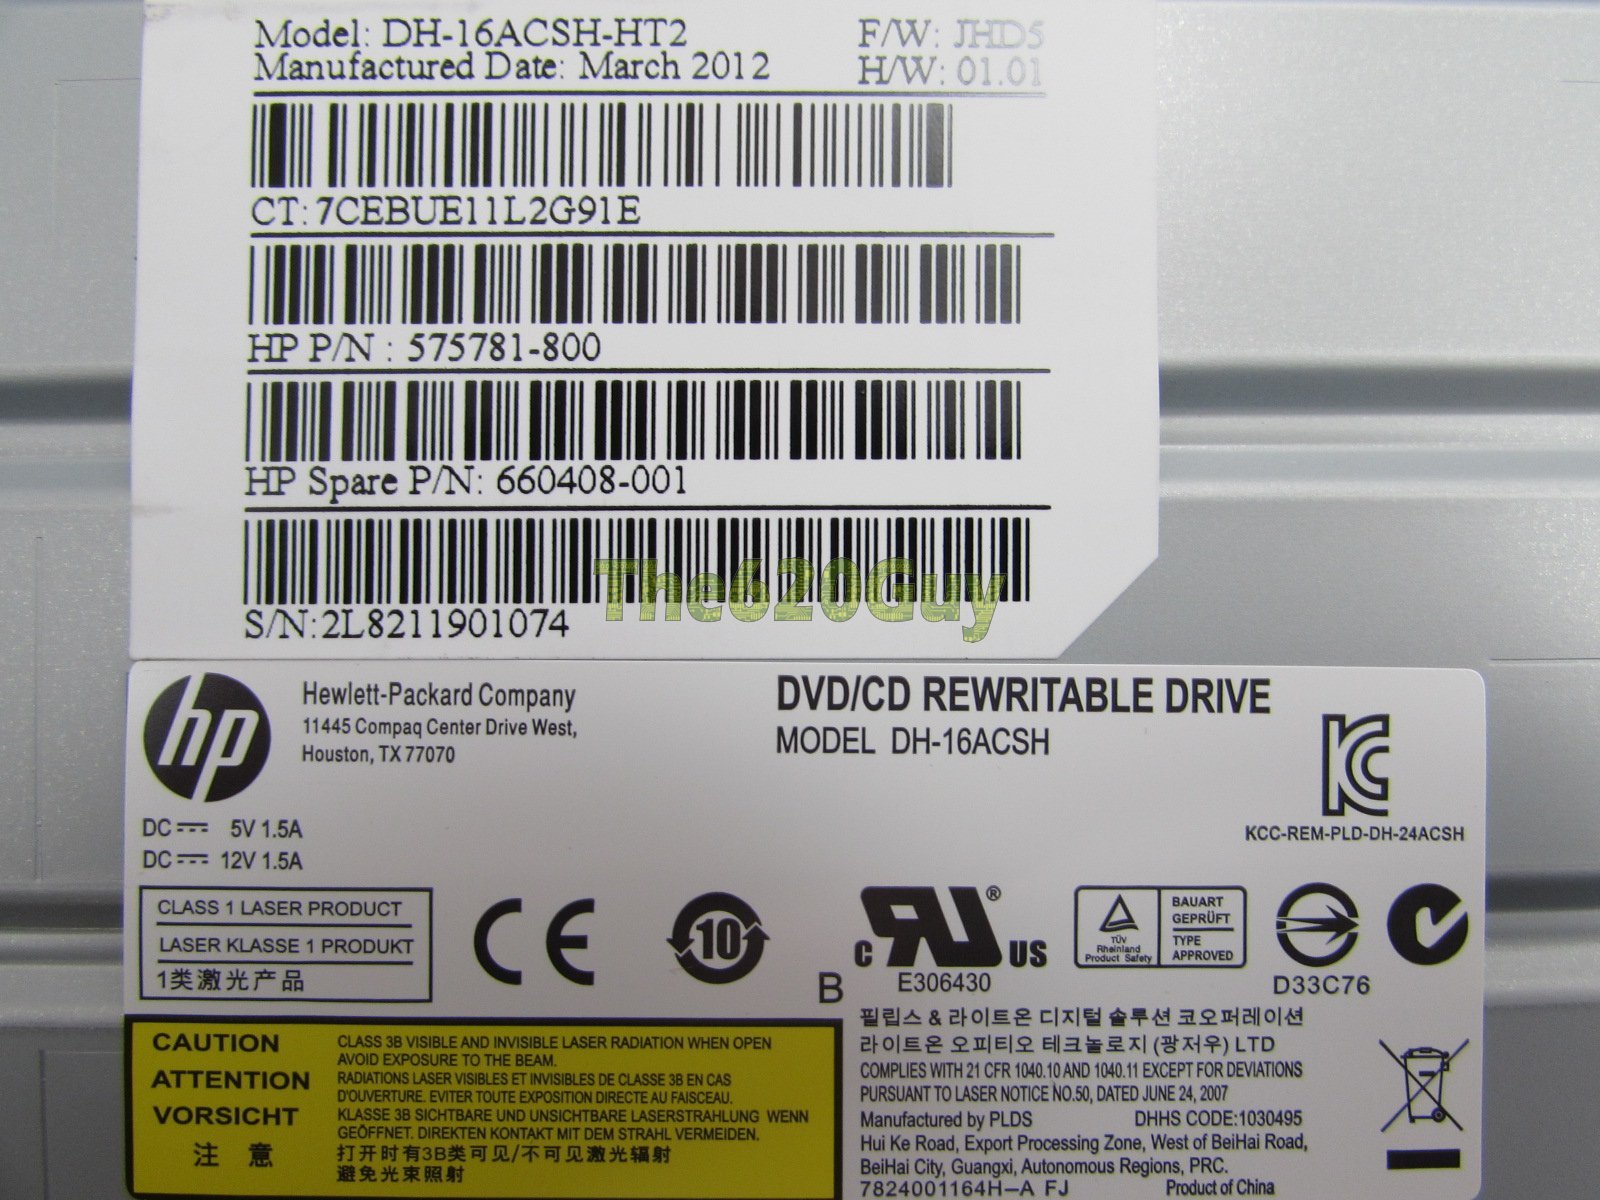 Model: DH-16ACSH-HT2 F/W: JHD5
Manufactured Date: March 2012 H/W: 01.01
CT: 7CEBUE11L2G91E
HP P/N : 575781-800
HP Spare P/N: 660408-001
The620Guy
S/N:2L8211901074
hp
Hewlett-Packard Company
11445 Compaq Center Drive West,
Houston, TX 77070
DVD/CD REWRITABLE DRIVE
MODEL DH-16ACSH
KC
KCC-REM-PLD-DH-24ACSH
DC 5V 1.5A
DC 12V 1.5A
CLASS 1 LASER PRODUCT
LASER KLASSE 1 PRODUKT
1类激光产品
CE
10
B
c RU ® US
E306430
TÜV
Rheinland
Product Safety
BAUART
GEPRÜFT
TYPE
APPROVED
D33C76
CAUTION
ATTENTION
VORSICHT
注 意
CLASS 3B VISIBLE AND INVISIBLE LASER RADIATION WHEN OPEN
AVOID EXPOSURE TO THE BEAM.
RADIATIONS LASER VISIBLES ET INVISIBLES DE CLASSE 3B EN CAS
D'OUVERTURE. EVITER TOUTE EXPOSITION DIRECTE AU FAISCEAU.
KLASSE 3B SICHTBARE UND UNSICHTBARE LASERSTRAHLUNG WENN
GEÖFFNET. DIREKTEN KONTAKT MIT DEM STRAHL VERMEIDEN.
打开时有3B类可见/不可见激光辐射
避免光束照射
필립스 & 라이트온 디지털 솔루션 코오퍼레이션
라이트온 오피티오 테크놀로지 (광저우) LTD
COMPLIES WITH 21 CFR 1040.10 AND 1040.11 EXCEPT FOR DEVIATIONS
PURSUANT TO LASER NOTICE NO.50, DATED JUNE 24, 2007
Manufactured by PLDS DHHS CODE:1030495
Hui Ke Road, Export Processing Zone, West of BeiHai Road,
BeiHai City, Guangxi, Autonomous Regions, PRC.
7824001164H-A FJ Product of China